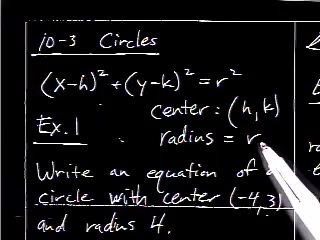 10-3 Circles
(x-h)² + (y-k)² = r²
center: (h,k)
Ex. 1
radius = r
Write an equation of a
circle with center (-4,3)
and radius 4.